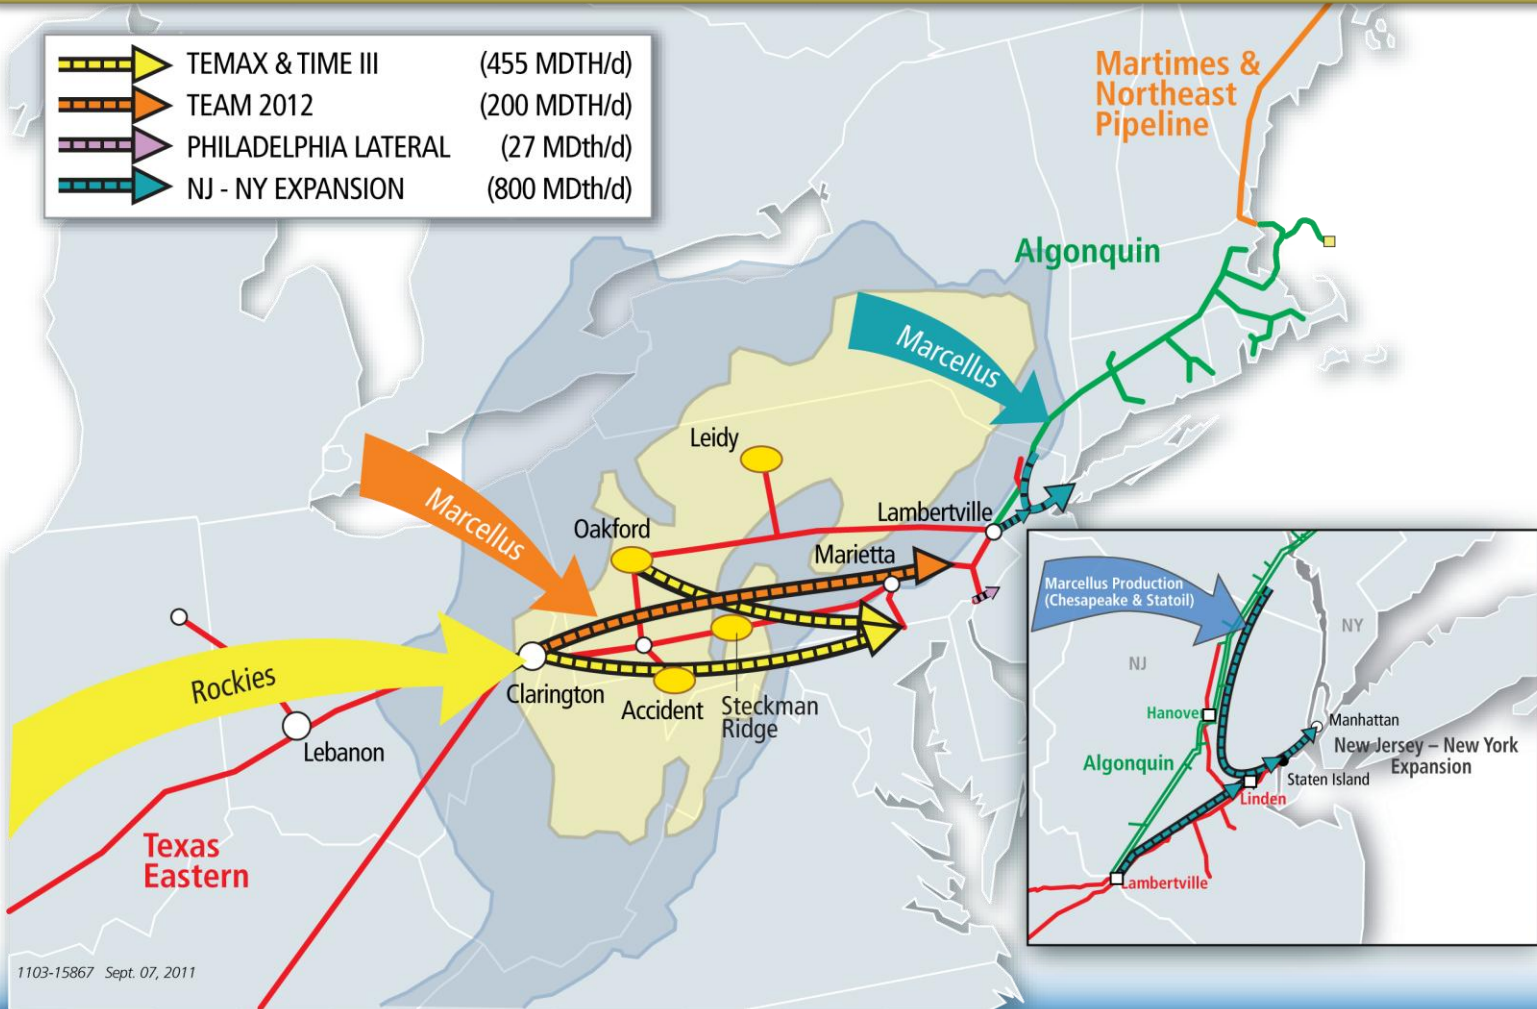 TEMAX & TIME III (455 MDTH/d)
TEAM 2012 (200 MDTH/d)
PHILADELPHIA LATERAL (27 MDth/d)
NJ - NY EXPANSION (800 MDth/d)
Martimes &
Northeast
Pipeline
Algonquin
Marcellus
Leidy
Marcellus
Oakford
Lambertville
Marietta
Rockies
Clarington
Accident
Steckman
Ridge
Lebanon
Texas
Eastern
Marcellus Production
(Chesapeake & Statoil)
NY
NJ
Hanove
Manhattan
New Jersey – New York
Expansion
Algonquin
Staten Island
Linden
Lambertville
1103-15867 Sept. 07, 2011